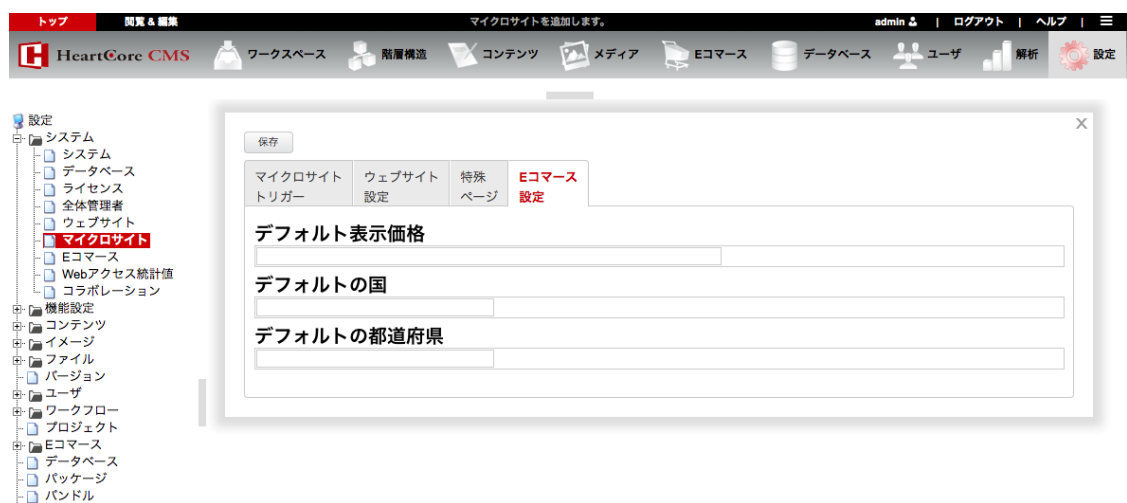 トップ 閲覧 & 編集 マイクロサイトを追加します。 admin | ログアウト | ヘルプ |
HeartCore CMS ワークスペース 階層構造 コンテンツ メディア Eコマース データベース ユーザ 解析 設定
設定
システム
システム
データベース
ライセンス
全体管理者
ウェブサイト
マイクロサイト
Eコマース
Webアクセス統計値
コラボレーション
機能設定
コンテンツ
イメージ
ファイル
バージョン
ユーザ
ワークフロー
プロジェクト
Eコマース
データベース
パッケージ
バンドル
保存
マイクロサイト
トリガー
ウェブサイト
設定
特殊
ページ
Eコマース
設定
デフォルト表示価格
デフォルトの国
デフォルトの都道府県